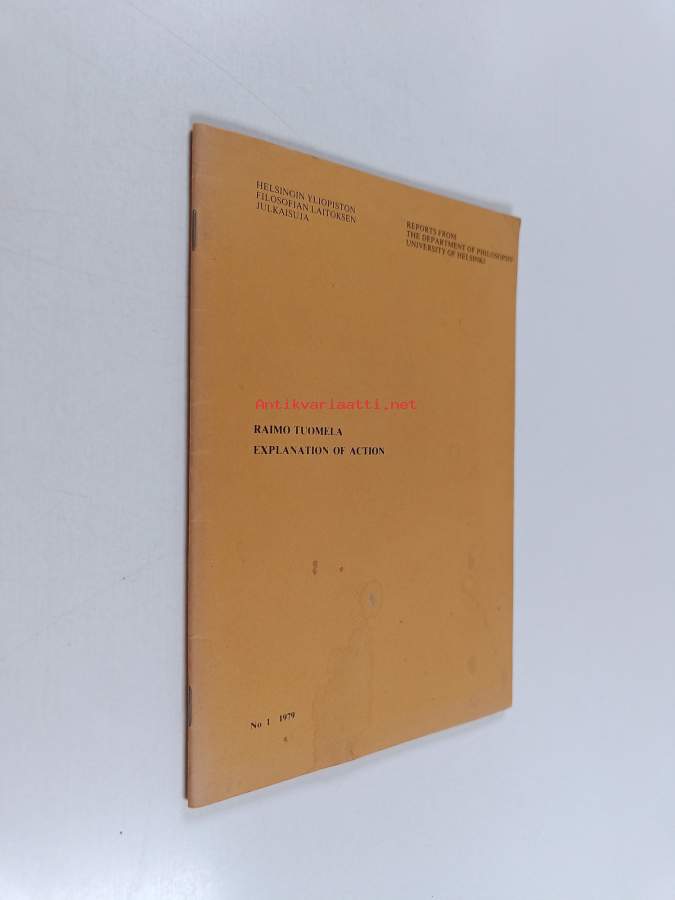 HELSINGIN YLIOPISTON
FILOSOFIAN LAITOKSEN
JULKAISUJA
REPORTS FROM
THE DEPARTMENT OF PHILOSOPHY
UNIVERSITY OF HELSINKI
Antikvariaatti.net
RAIMO TUOMELA
EXPLANATION OF ACTION
No 1 1979